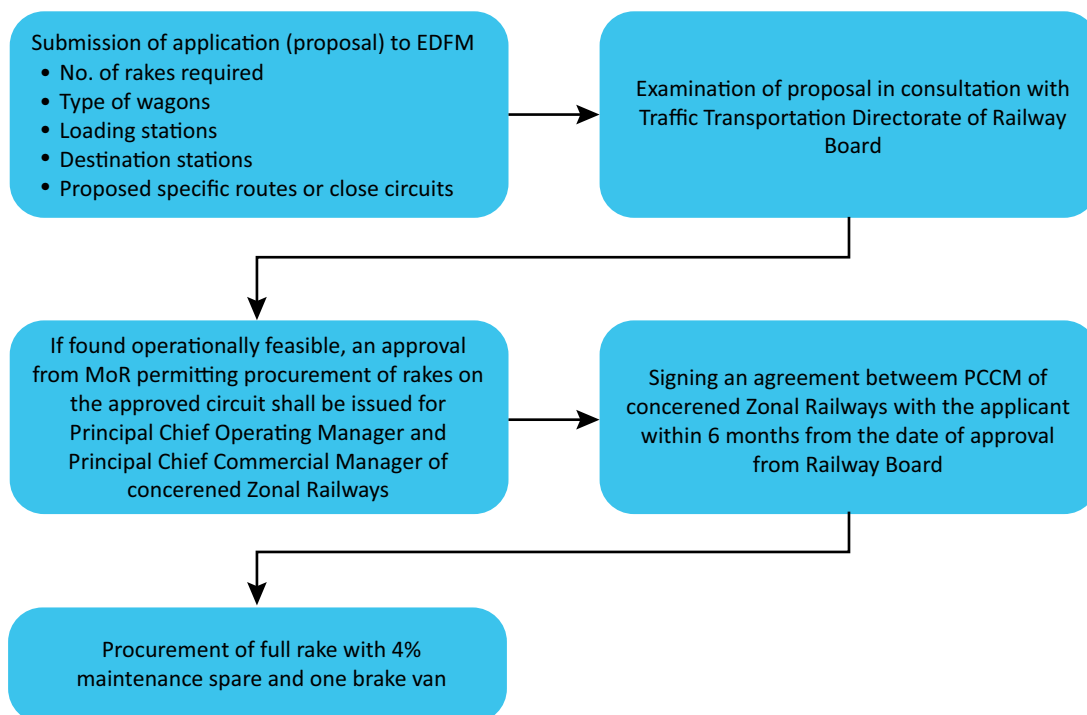 Submission of application (proposal) to EDFM
• No. of rakes required
• Type of wagons
• Loading stations
• Destination stations
• Proposed specific routes or close circuits
Examination of proposal in consultation with
Traffic Transportation Directorate of Railway
Board
If found operationally feasible, an approval
from MoR permitting procurement of rakes on
the approved circuit shall be issued for
Principal Chief Operating Manager and
Principal Chief Commercial Manager of
concerened Zonal Railways
Signing an agreement betweem PCCM of
concerened Zonal Railways with the applicant
within 6 months from the date of approval
from Railway Board
Procurement of full rake with 4%
maintenance spare and one brake van